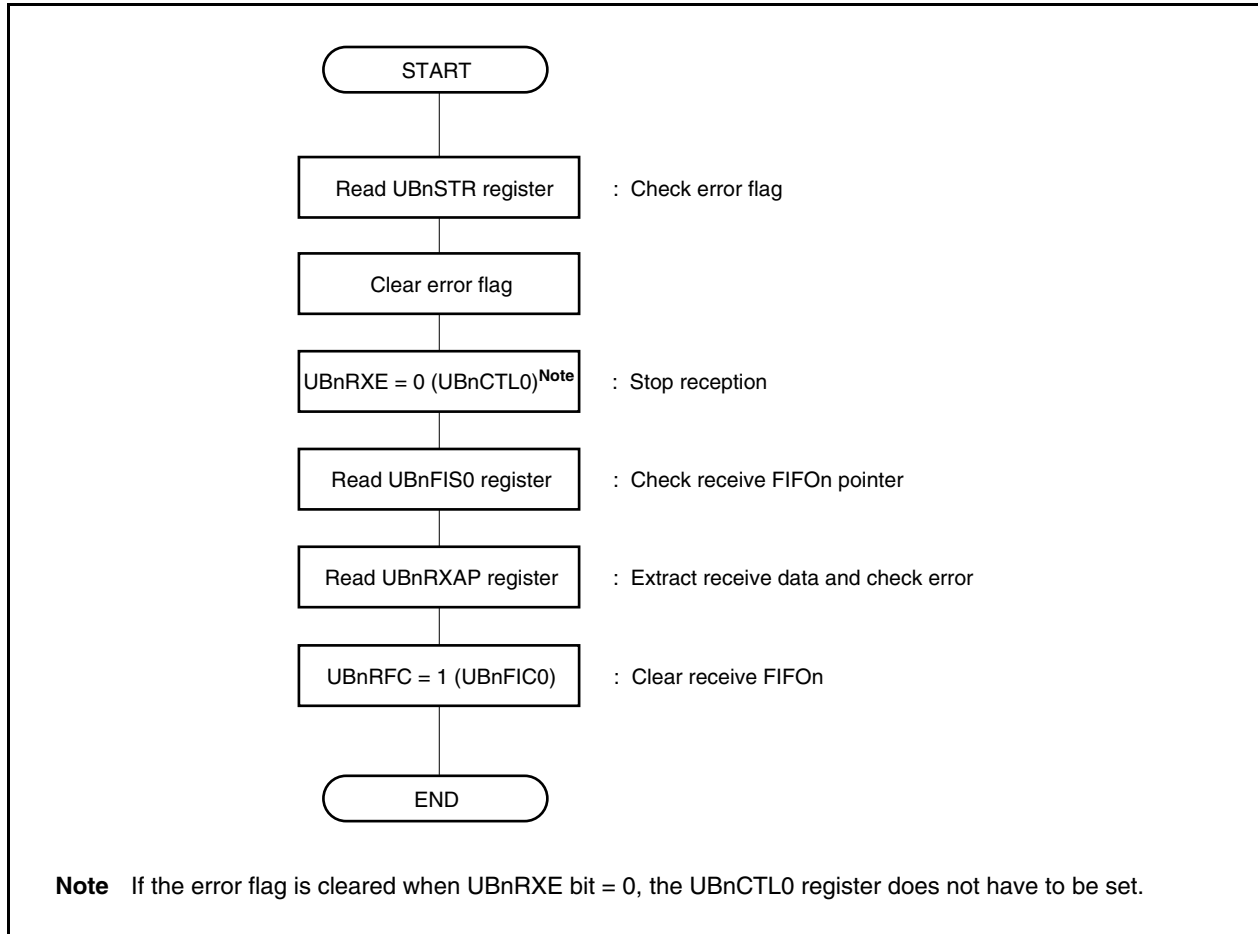 START
Read UBnSTR register : Check error flag
Clear error flag
UBnRXE = 0 (UBnCTL0)Note : Stop reception
Read UBnFIS0 register : Check receive FIFOn pointer
Read UBnRXAP register : Extract receive data and check error
UBnRFC = 1 (UBnFIC0) : Clear receive FIFOn
END
Note If the error flag is cleared when UBnRXE bit = 0, the UBnCTL0 register does not have to be set.